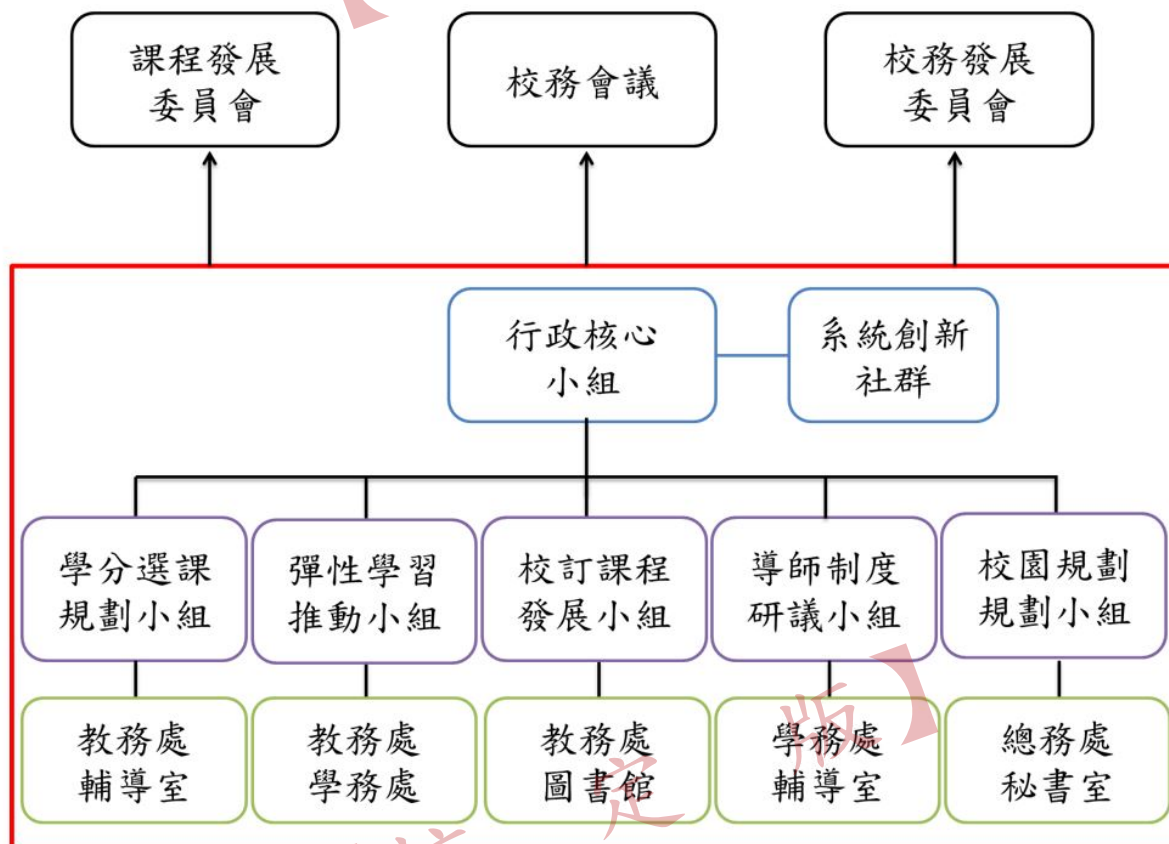 課程發展
委員會
校務會議
校務發展
委員會
行政核心
小組
系統創新
社群
學分選課
規劃小組
彈性學習
推動小組
校訂課程
發展小組
導師制度
研議小組
校園規劃
規劃小組
教務處
輔導室
教務處
學務處
教務處
圖書館
學務處
輔導室
總務處
秘書室
定
版】